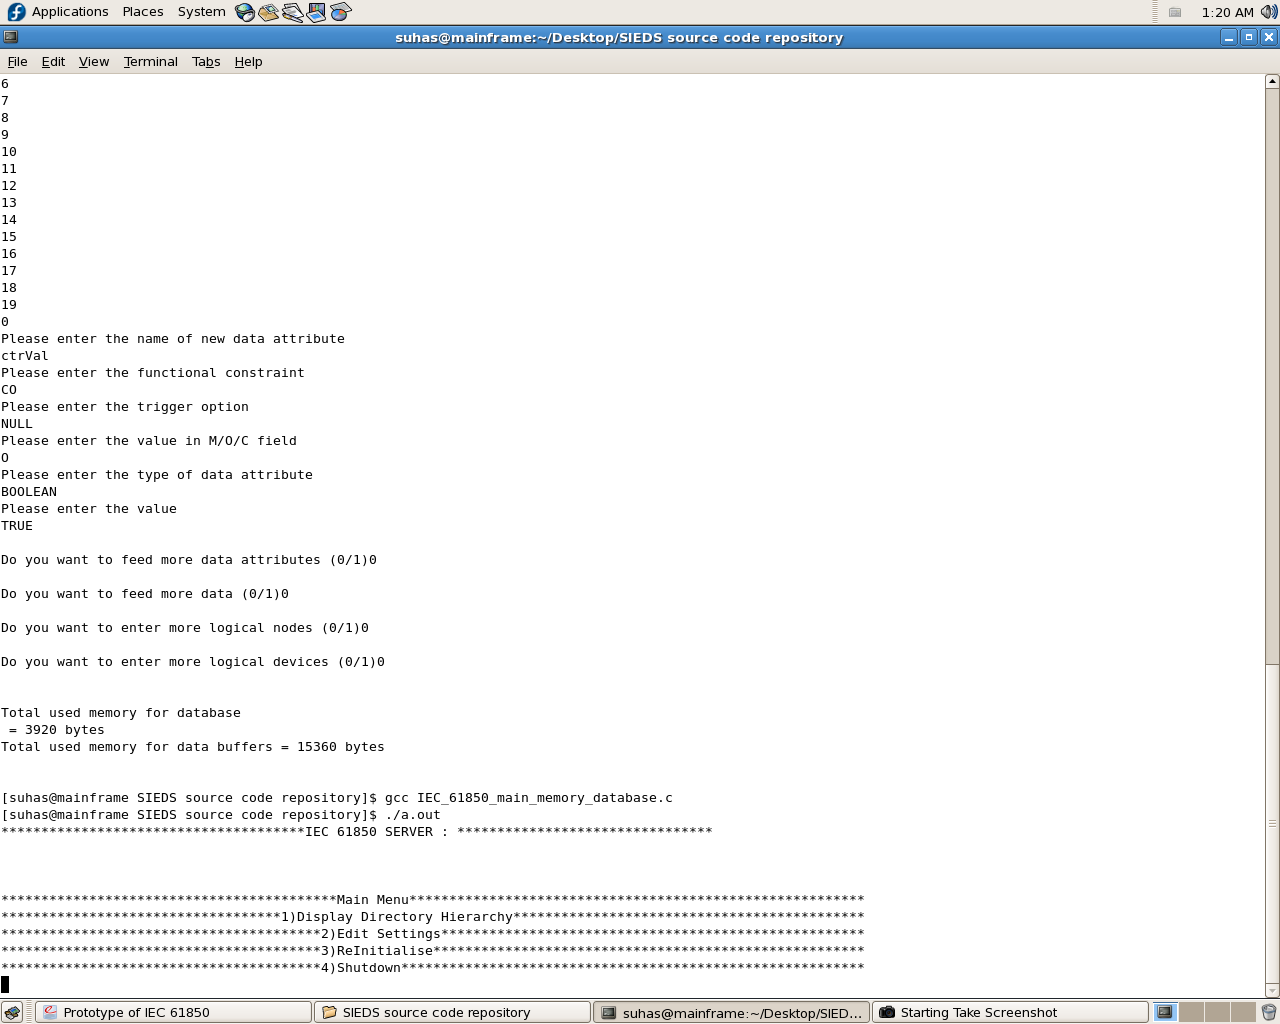 Applications Places System 1:20 AM
suhas@mainframe:~/Desktop/SIEDS source code repository
File Edit View Terminal Tabs Help
6
7
8
9
10
11
12
13
14
15
16
17
18
19
0
Please enter the name of new data attribute
ctrVal
Please enter the functional constraint
CO
Please enter the trigger option
NULL
Please enter the value in M/O/C field
O
Please enter the type of data attribute
BOOLEAN
Please enter the value
TRUE
Do you want to feed more data attributes (0/1)0
Do you want to feed more data (0/1)0
Do you want to enter more logical nodes (0/1)0
Do you want to enter more logical devices (0/1)0
Total used memory for database
= 3920 bytes
Total used memory for data buffers = 15360 bytes
[suhas@mainframe SIEDS source code repository]$ gcc IEC_61850_main_memory_database.c
[suhas@mainframe SIEDS source code repository]$ ./a.out
**************************************IEC 61850 SERVER : ********************************
******************************************Main Menu*********************************************************
***********************************1)Display Directory Hierarchy********************************************
****************************************2)Edit Settings*****************************************************
****************************************3)ReInitialise******************************************************
****************************************4)Shutdown**********************************************************
Prototype of IEC 61850 SIEDS source code repository suhas@mainframe:~/Desktop/SIED... Starting Take Screenshot